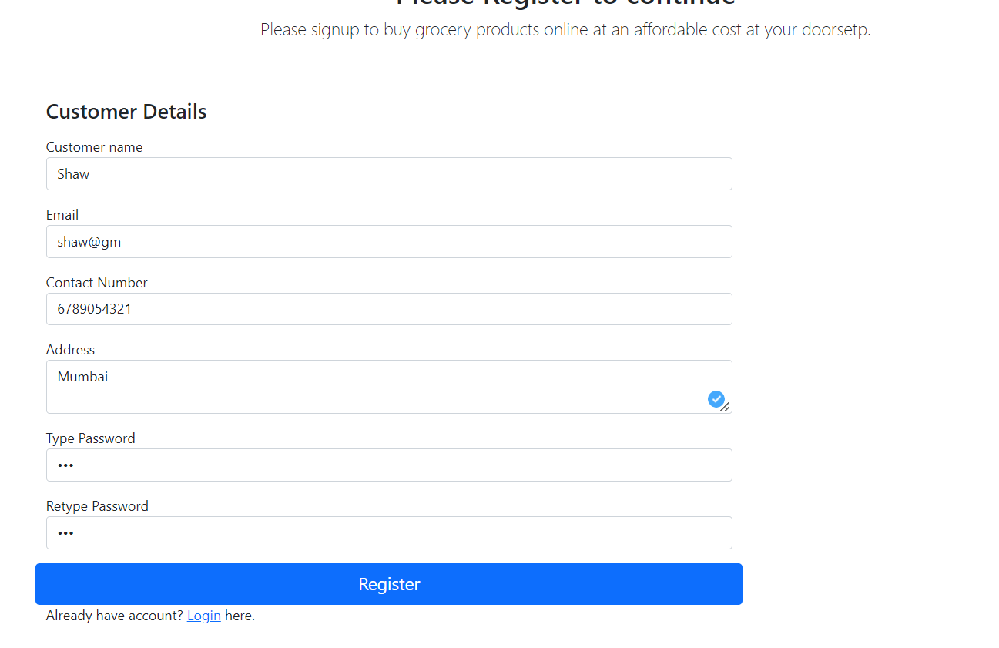 Please Register to continue
Please signup to buy grocery products online at an affordable cost at your doorsetp.
Customer Details
Customer name
Shaw
Email
shaw@gm
Contact Number
6789054321
Address
Mumbai
Type Password
•••
Retype Password
•••
Register
Already have account? Login here.